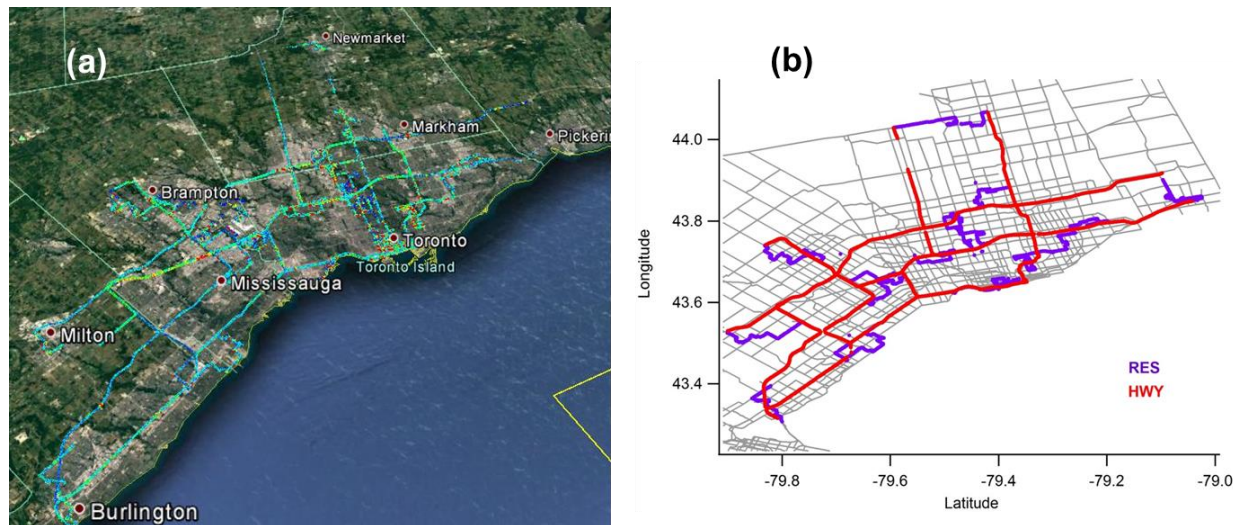 (a)
Newmarket
Markham
Pickerin
Brampton
Toronto
Toronto Island
Mississauga
Milton
Burlington
(b)
44.0
43.8
43.6
43.4
Longitude
RES
HWY
-79.8 -79.6 -79.4 -79.2 -79.0
Latitude